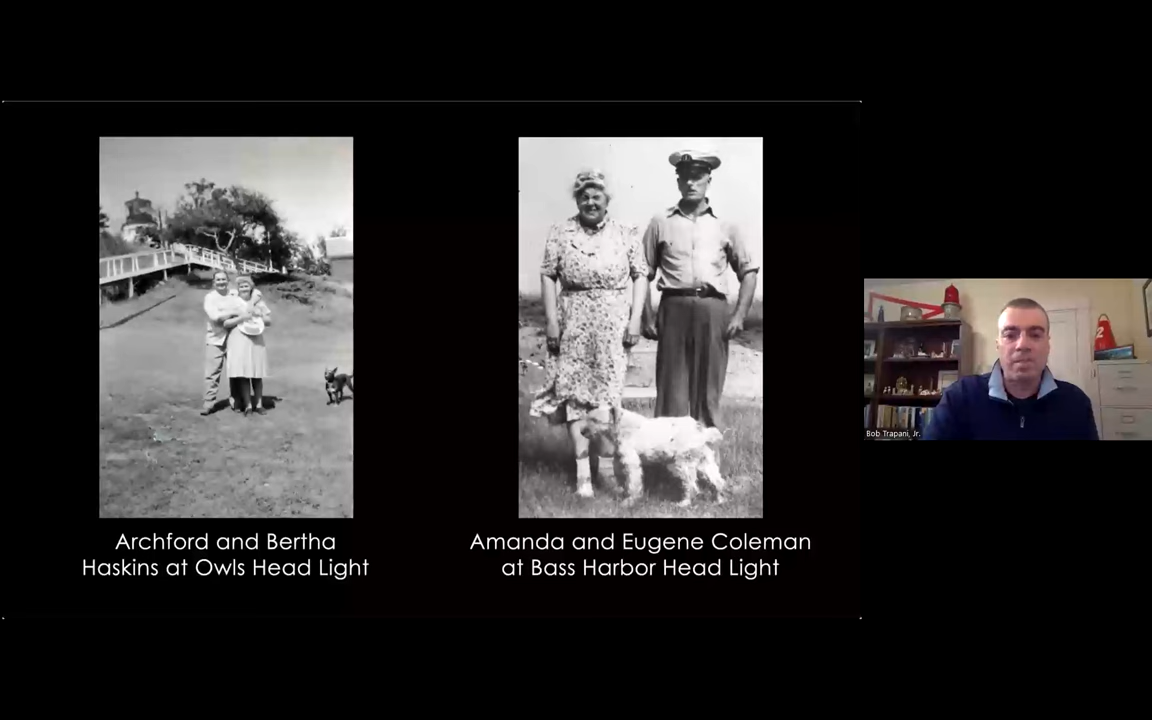 Archford and Bertha
Haskins at Owls Head Light
Amanda and Eugene Coleman
at Bass Harbor Head Light
Bob Trapani, Jr.
2